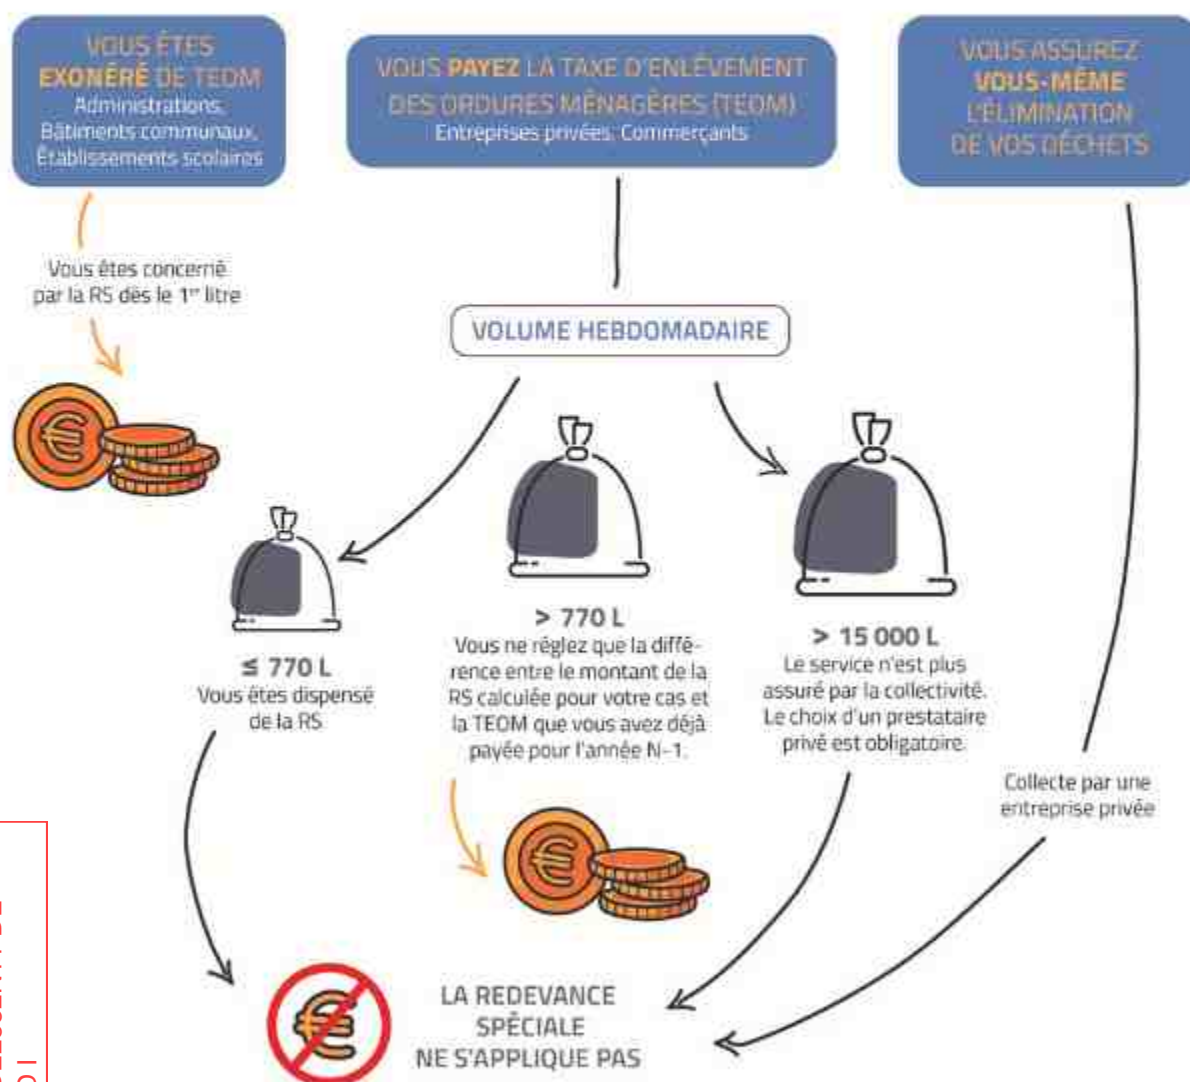 VOUS ÊTES
EXONÉRÉ DE TEOM
Administrations,
Bâtiments communaux,
Établissements scolaires
VOUS PAYEZ LA TAXE D'ENLÈVEMENT
DES ORDURES MÉNAGÈRES (TEOM)
Entreprises privées, Commerçants
VOUS ASSUREZ
VOUS-MÊME
L'ÉLIMINATION
DE VOS DÉCHETS
Vous êtes concerné
par la RS dès le 1er litre
VOLUME HEBDOMADAIRE
≤ 770 L
Vous êtes dispensé
de la RS
> 770 L
Vous ne réglez que la diffé-
rence entre le montant de la
RS calculée pour votre cas et
la TEOM que vous avez déjà
payée pour l'année N-1.
> 15 000 L
Le service n'est plus
assuré par la collectivité.
Le choix d'un prestataire
privé est obligatoire.
Collecte par une
entreprise privée
LA REDEVANCE
SPÉCIALE
NE S'APPLIQUE PAS